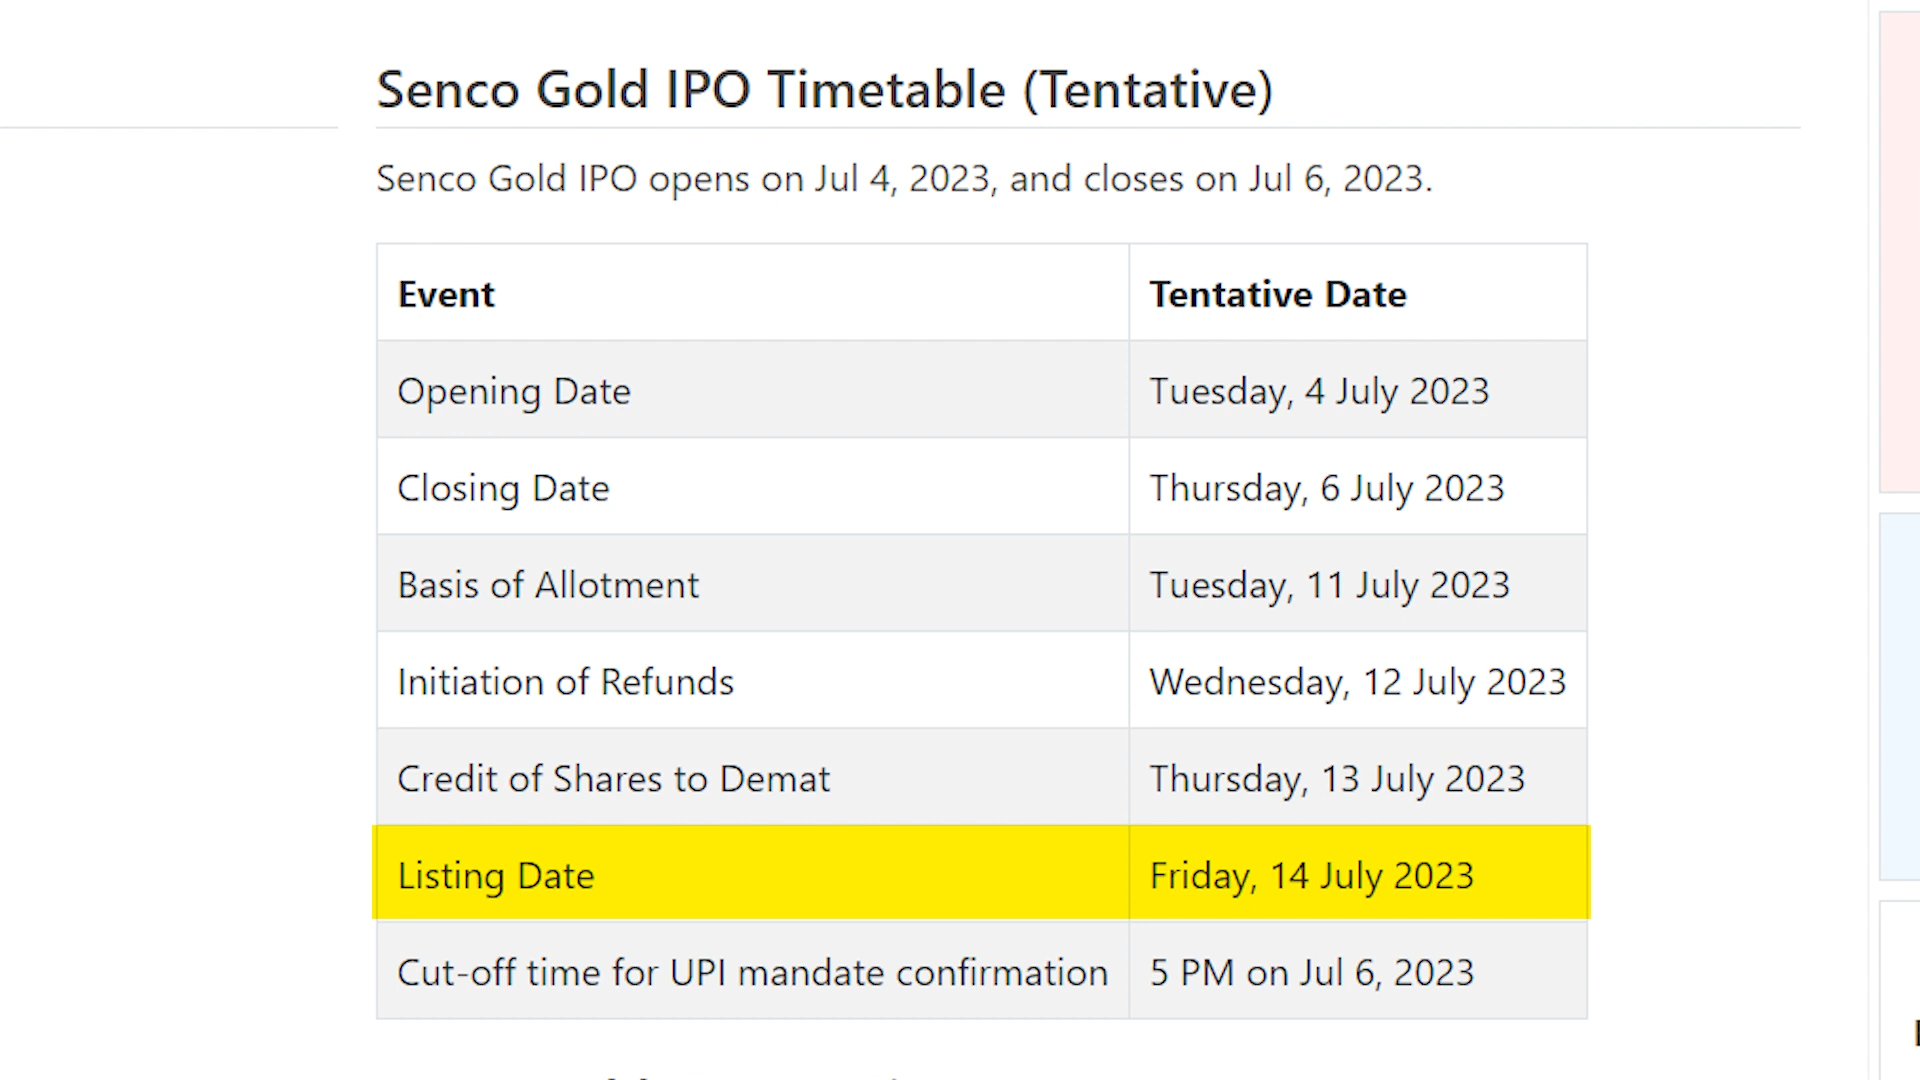 Senco Gold IPO Timetable (Tentative)
Senco Gold IPO opens on Jul 4, 2023, and closes on Jul 6, 2023.
Event Tentative Date
Opening Date Tuesday, 4 July 2023
Closing Date Thursday, 6 July 2023
Basis of Allotment Tuesday, 11 July 2023
Initiation of Refunds Wednesday, 12 July 2023
Credit of Shares to Demat Thursday, 13 July 2023
Listing Date Friday, 14 July 2023
Cut-off time for UPI mandate confirmation 5 PM on Jul 6, 2023